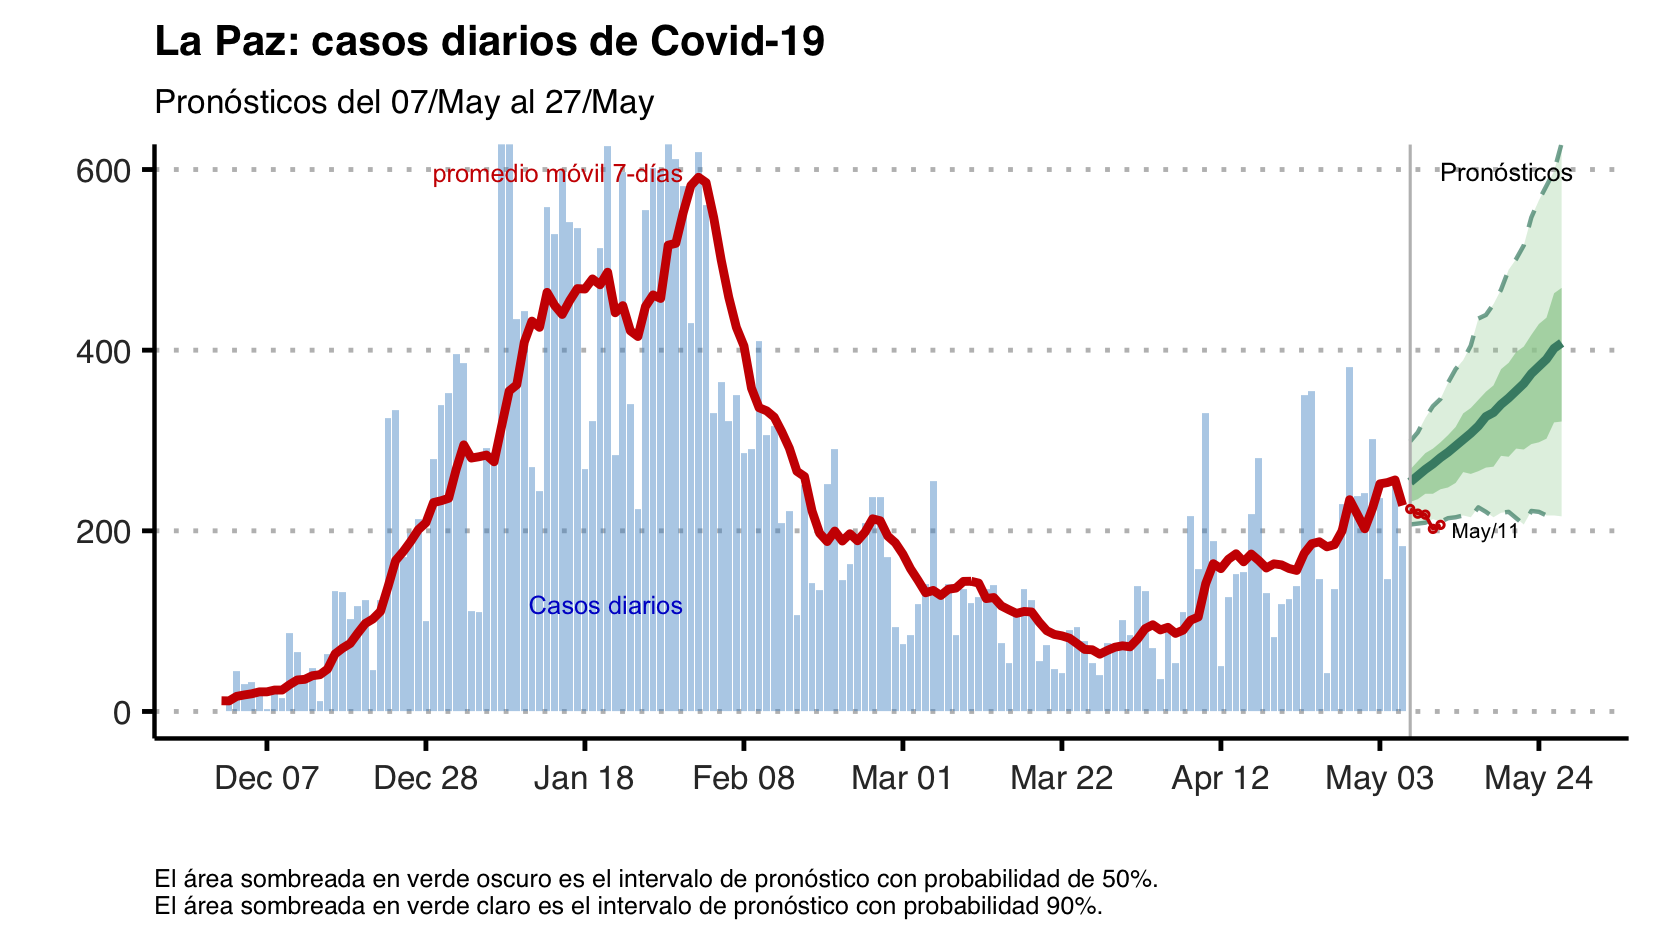 La Paz: casos diarios de Covid-19
Pronósticos del 07/May al 27/May
600
400
200
0
promedio móvil 7-días
Pronósticos
May/11
Casos diarios
Dec 07
Dec 28
Jan 18
Feb 08
Mar 01
Mar 22
Apr 12
May 03
May 24
El área sombreada en verde oscuro es el intervalo de pronóstico con probabilidad de 50%.
El área sombreada en verde claro es el intervalo de pronóstico con probabilidad 90%.